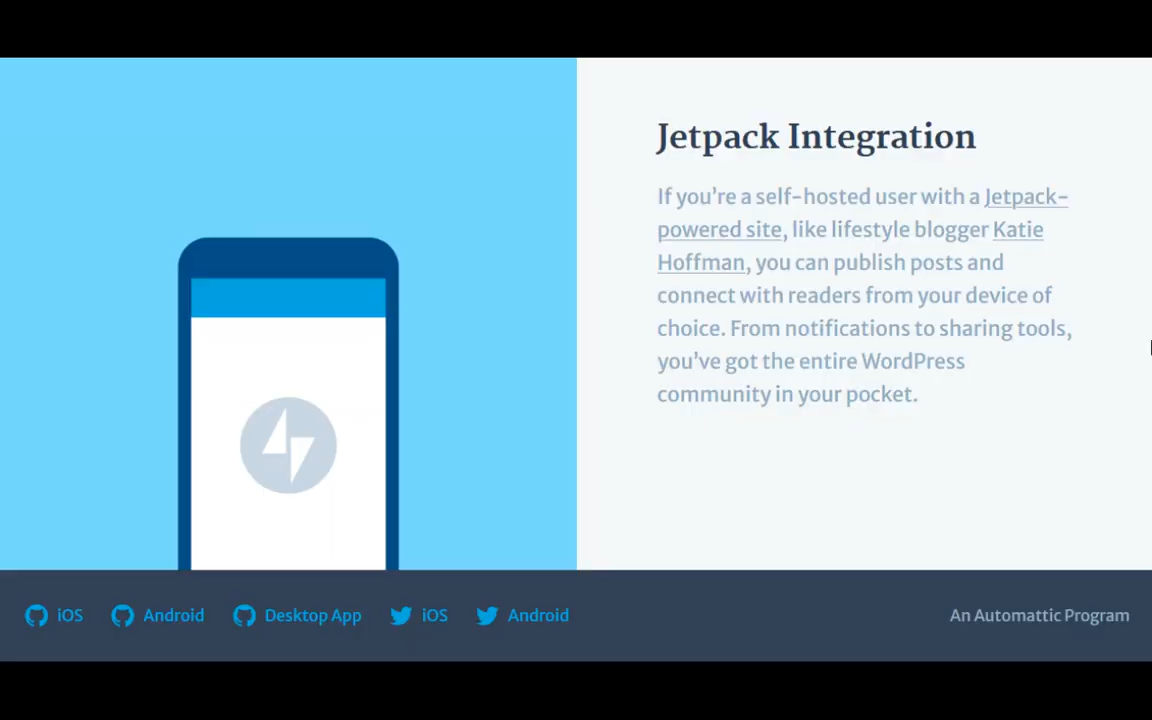 Jetpack Integration
If you’re a self-hosted user with a Jetpack-
powered site, like lifestyle blogger Katie
Hoffman, you can publish posts and
connect with readers from your device of
choice. From notifications to sharing tools,
you’ve got the entire WordPress
community in your pocket.
iOS Android Desktop App iOS Android An Automattic Program